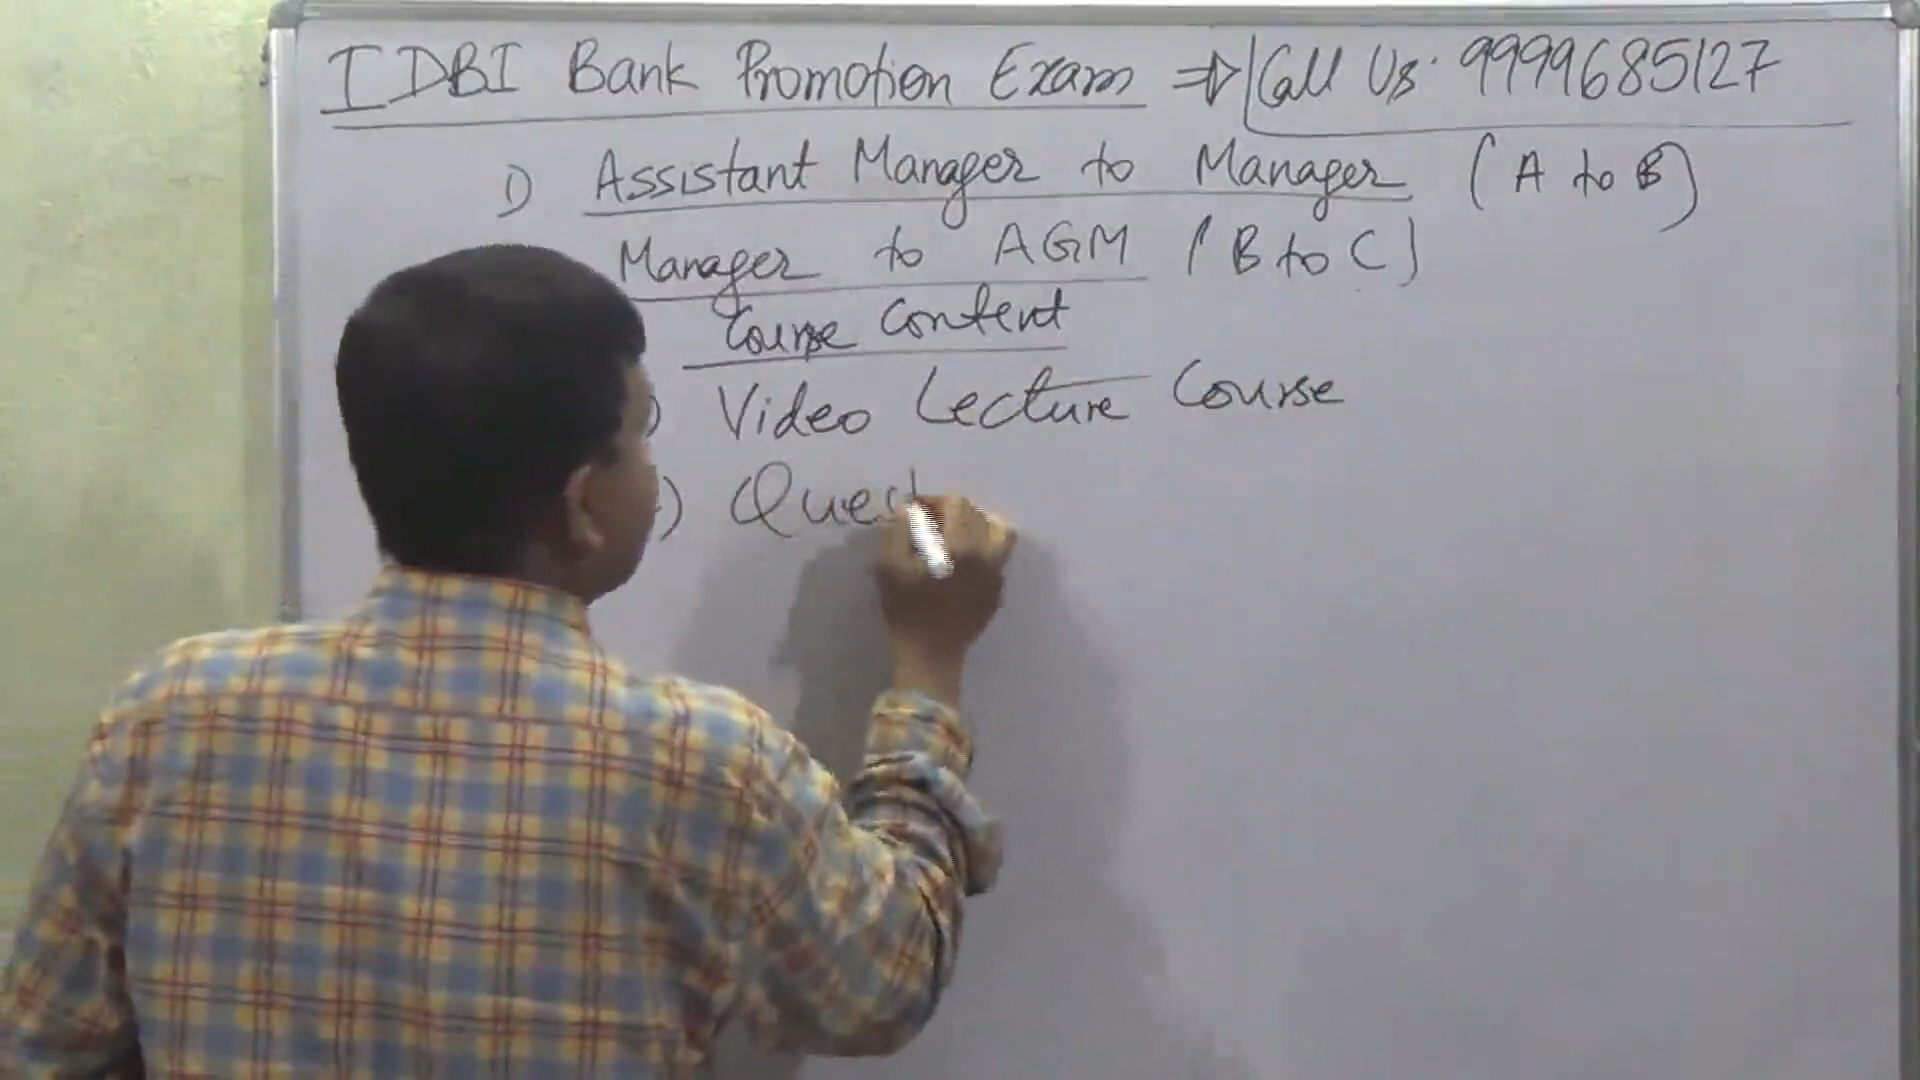 IDBI Bank Promotion Exam ⇒ Call Us: 9999685127
1) Assistant Manager to Manager (A to B)
Manager to AGM (B to C)
Course Content
) Video Lecture Course
) Quest